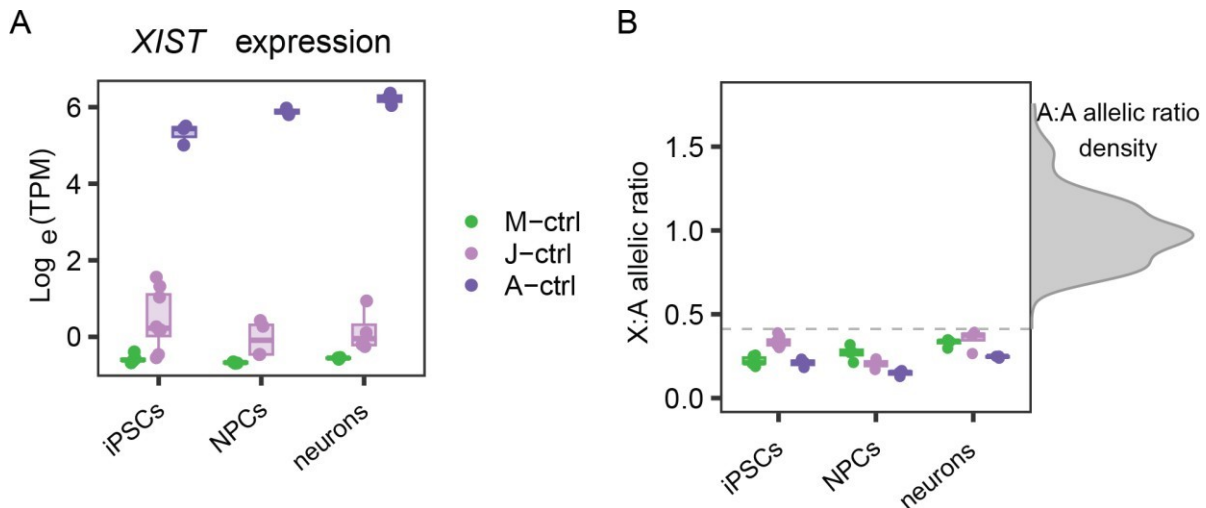 A
XIST expression
Log e(TPM)
6
4
2
0
iPSCs
NPCs
neurons
M−ctrl
J−ctrl
A−ctrl
B
X:A allelic ratio
1.5
1.0
0.5
0.0
iPSCs
NPCs
neurons
A:A allelic ratio
density